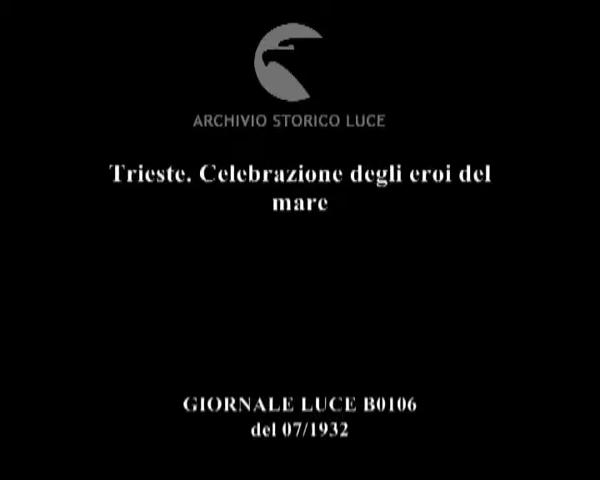 ARCHIVIO STORICO LUCE
Trieste. Celebrazione degli eroi del
mare
GIORNALE LUCE B0106
del 07/1932